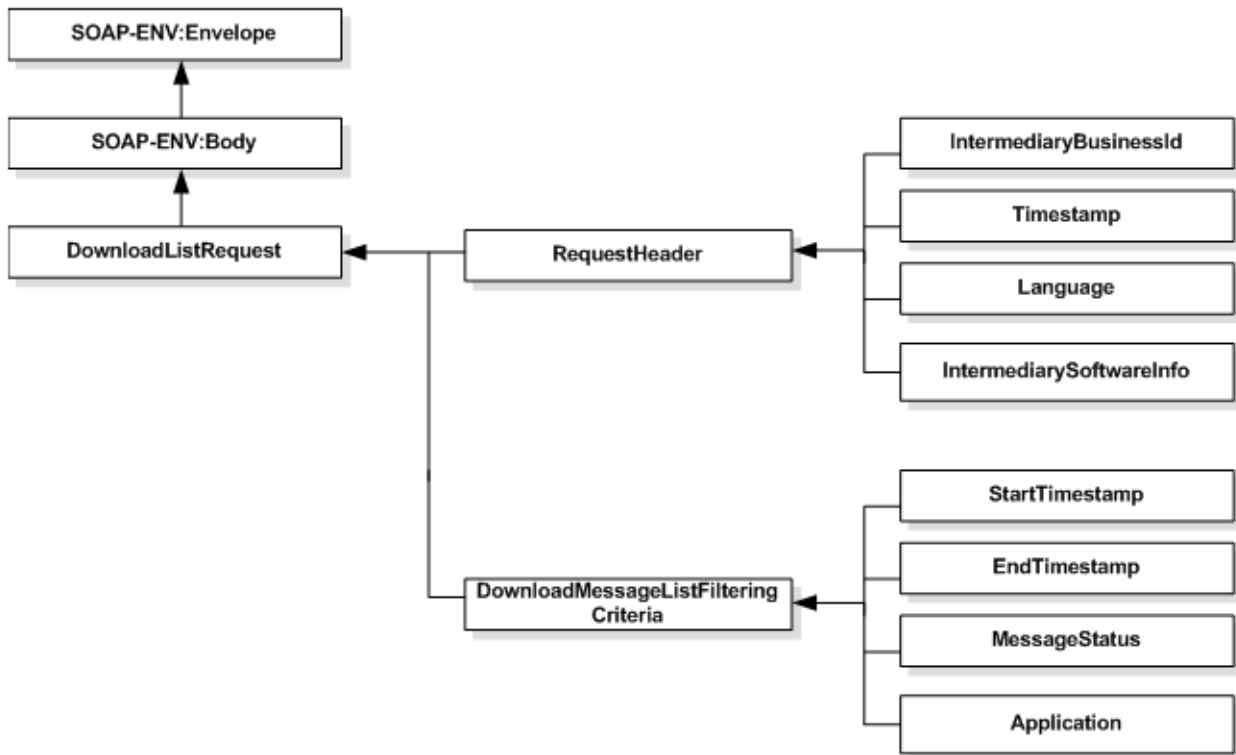 SOAP-ENV:Envelope
SOAP-ENV:Body
DownloadListRequest
RequestHeader
IntermediaryBusinessId
Timestamp
Language
IntermediarySoftwareInfo
DownloadMessageListFiltering
Criteria
StartTimestamp
EndTimestamp
MessageStatus
Application